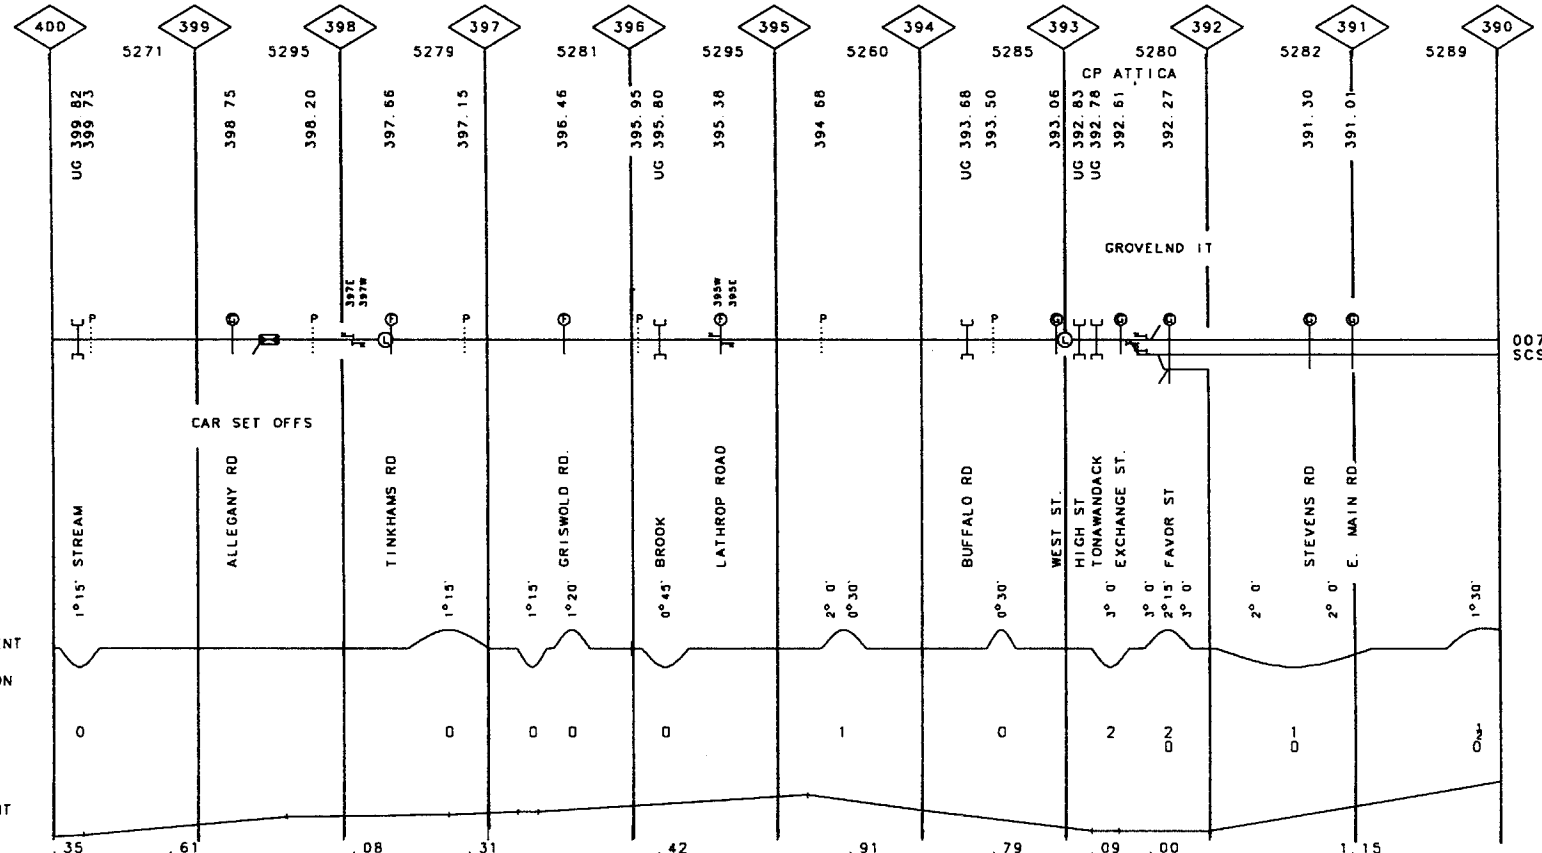 400 399 398 397 396 395 394 393 392 391 390
5271 5295 5279 5281 5295 5260 5285 5280 5282 5289
CP ATTICA
UG 399.82
399.73
398.75
398.20
397.66
397.15
396.46
395.95
UG 395.80
395.38
394.68
UG 393.68
393.50
393.06
UG 392.83
UG 392.78
392.61
392.27
391.30
391.01
GROVELND IT
397E
397W
395W
395E
P P P P P
L L
007
SCS
CAR SET OFFS
1°15' STREAM
ALLEGANY RD
TINKHAMS RD
1°15'
1°15'
1°20' GRISWOLD RD.
0°45' BROOK
LATHROP ROAD
2° 0'
0°30'
BUFFALO RD
0°30'
WEST ST.
HIGH ST
TONAWANDACK
3° 0' EXCHANGE ST.
3° 0'
2°15' FAVOR ST
3° 0'
2° 0'
STEVENS RD
2° 0'
E. MAIN RD.
1°30'
ENT
ON
0 0 0 0 0 1 0 2 2 1
0 0 0
T
.35 .61 .08 .31 .42 .91 .79 .09 .00 1.15